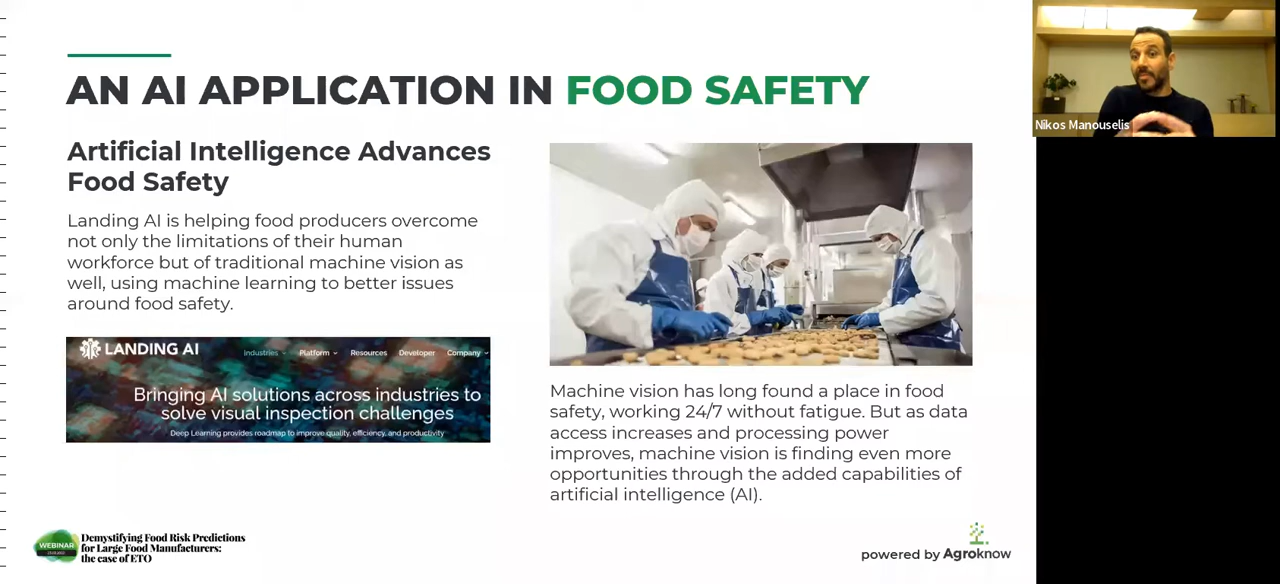 AN AI APPLICATION IN FOOD SAFETY
Artificial Intelligence Advances
Food Safety
Landing AI is helping food producers overcome
not only the limitations of their human
workforce but of traditional machine vision as
well, using machine learning to better issues
around food safety.
LANDING AI
Industries Platform Resources Developer Company
Bringing AI solutions across industries to
solve visual inspection challenges
Deep Learning provides roadmap to improve quality, efficiency, and productivity
Machine vision has long found a place in food
safety, working 24/7 without fatigue. But as data
access increases and processing power
improves, machine vision is finding even more
opportunities through the added capabilities of
artificial intelligence (AI).
WEBINAR
Demystifying Food Risk Predictions
for Large Food Manufacturers:
the case of ETO
powered by Agroknow
Nikos Manouselis